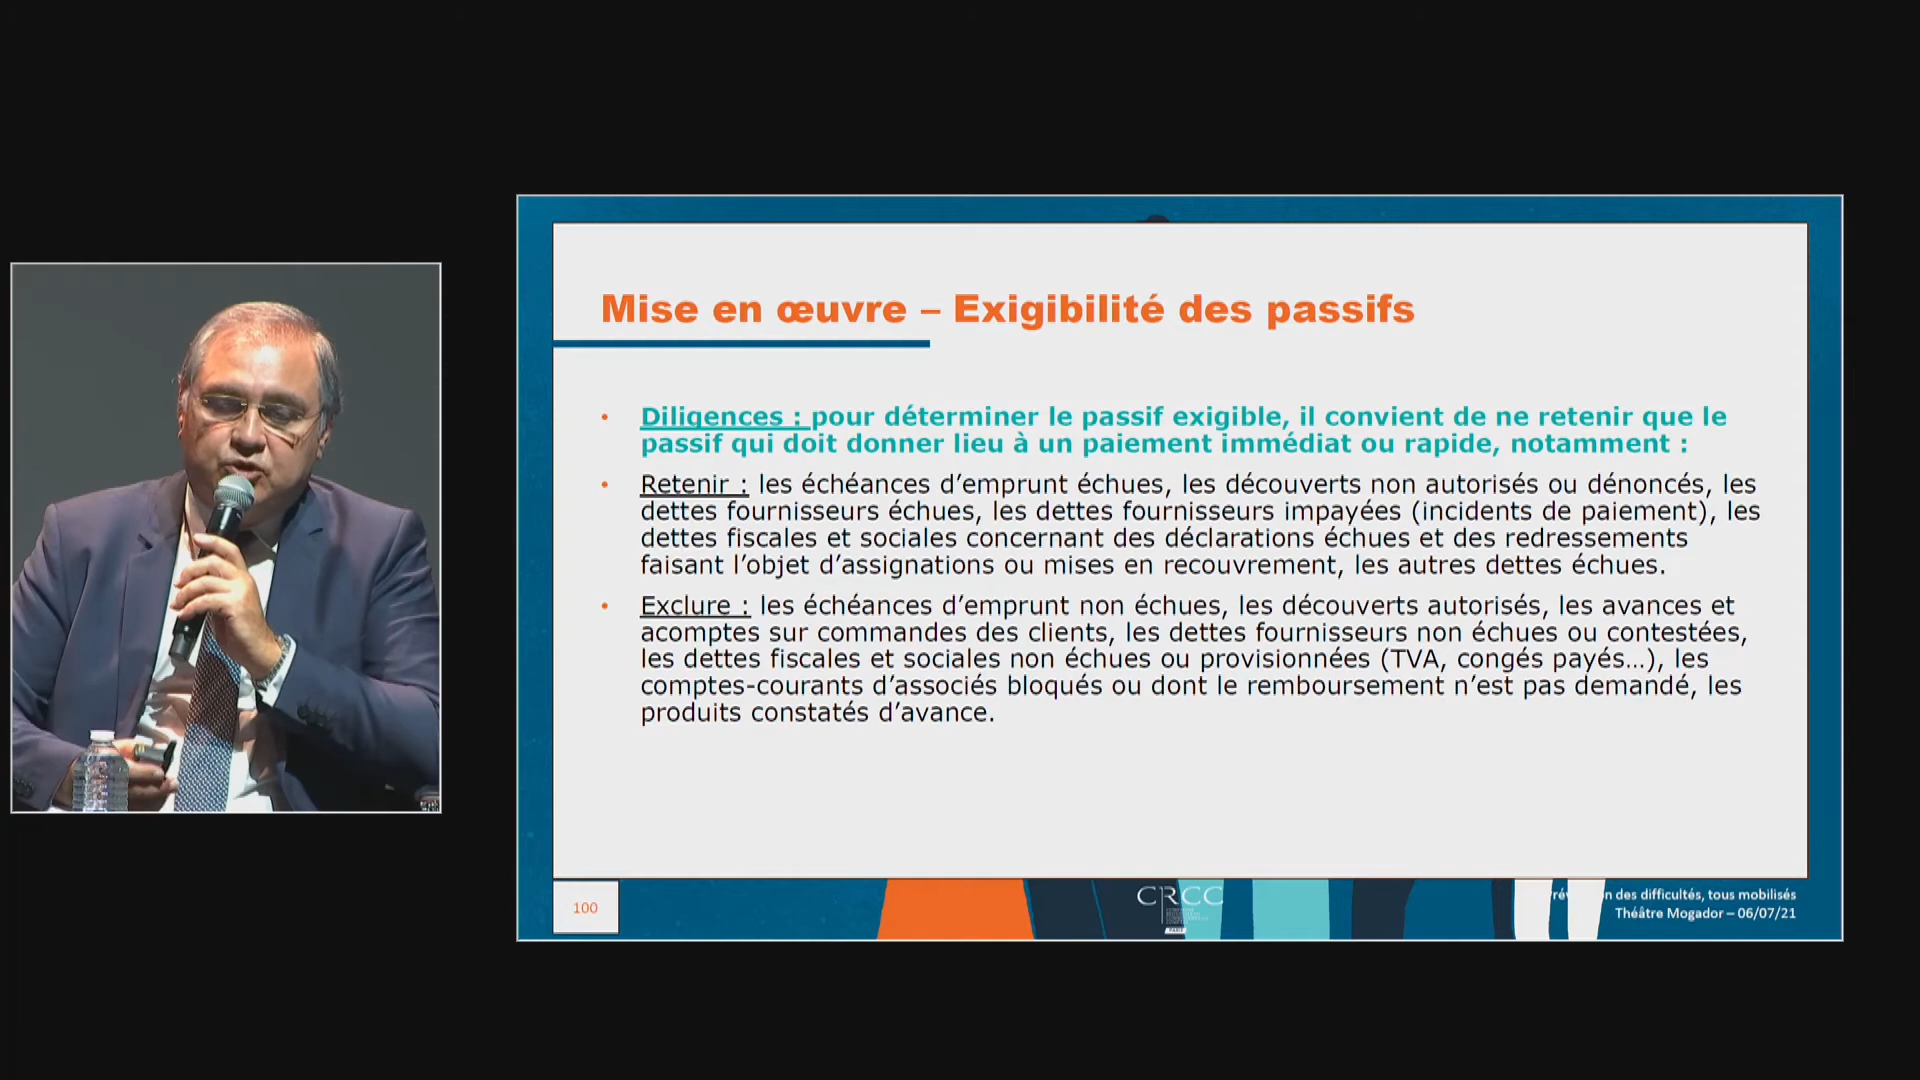 Mise en œuvre – Exigibilité des passifs
• Diligences : pour déterminer le passif exigible, il convient de ne retenir que le
passif qui doit donner lieu à un paiement immédiat ou rapide, notamment :
• Retenir : les échéances d’emprunt échues, les découverts non autorisés ou dénoncés, les
dettes fournisseurs échues, les dettes fournisseurs impayées (incidents de paiement), les
dettes fiscales et sociales concernant des déclarations échues et des redressements
faisant l’objet d’assignations ou mises en recouvrement, les autres dettes échues.
• Exclure : les échéances d’emprunt non échues, les découverts autorisés, les avances et
acomptes sur commandes des clients, les dettes fournisseurs non échues ou contestées,
les dettes fiscales et sociales non échues ou provisionnées (TVA, congés payés…), les
comptes-courants d’associés bloqués ou dont le remboursement n’est pas demandé, les
produits constatés d’avance.
100
CRCC
PARIS
des difficultés, tous mobilisés
Théâtre Mogador – 06/07/21